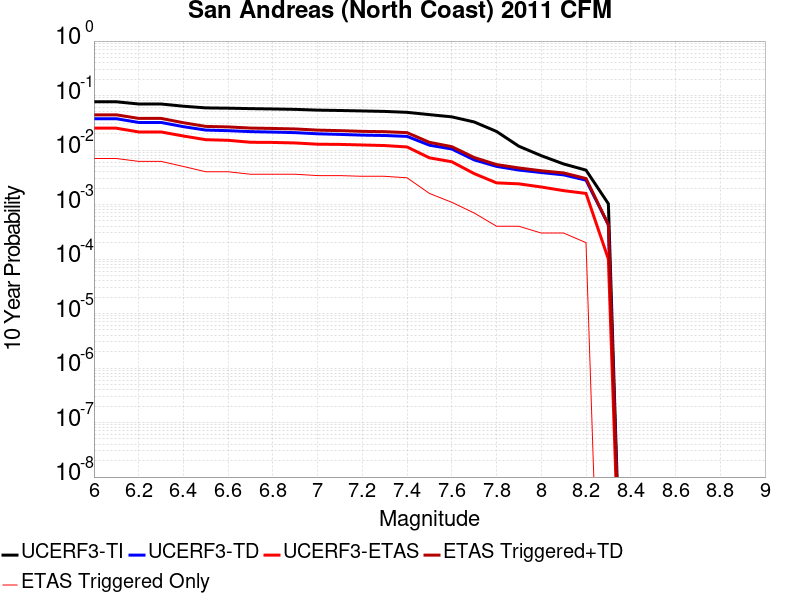 San Andreas (North Coast) 2011 CFM
10^0
10^-1
10^-2
10^-3
10^-4
10^-5
10^-6
10^-7
10^-8
10 Year Probability
6 6.2 6.4 6.6 6.8 7 7.2 7.4 7.6 7.8 8 8.2 8.4 8.6 8.8 9
Magnitude
UCERF3-TI UCERF3-TD UCERF3-ETAS ETAS Triggered+TD
ETAS Triggered Only